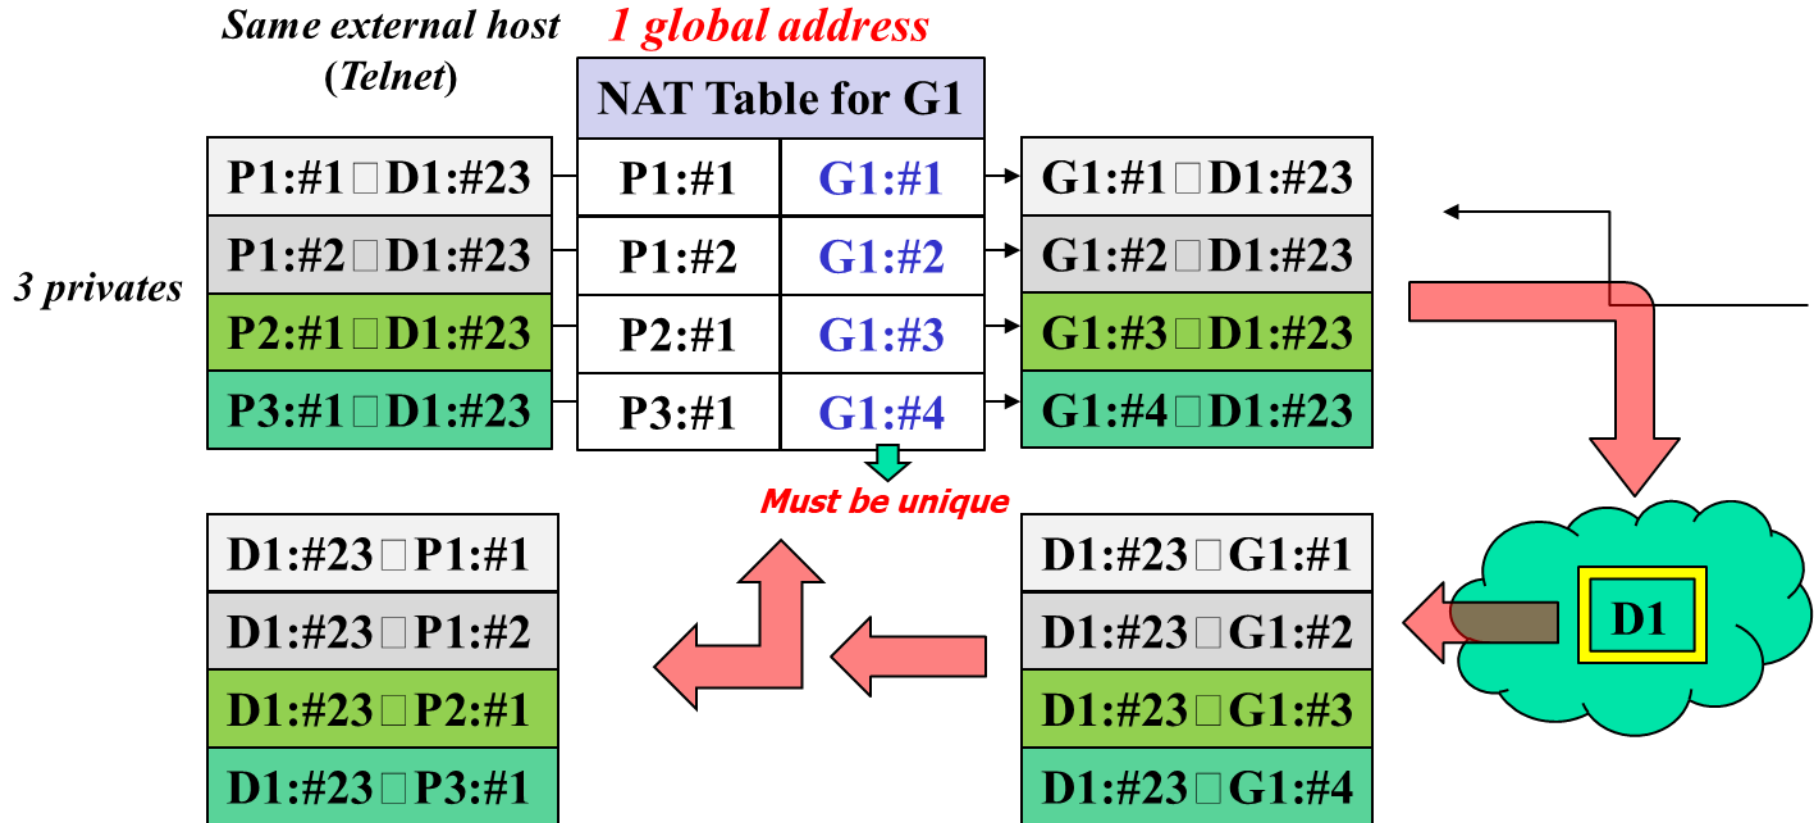 Same external host
(Telnet)
1 global address
NAT Table for G1
3 privates
P1:#1□D1:#23
P1:#2□D1:#23
P2:#1□D1:#23
P3:#1□D1:#23
P1:#1 G1:#1
P1:#2 G1:#2
P2:#1 G1:#3
P3:#1 G1:#4
G1:#1□D1:#23
G1:#2□D1:#23
G1:#3□D1:#23
G1:#4□D1:#23
Must be unique
D1:#23□P1:#1
D1:#23□P1:#2
D1:#23□P2:#1
D1:#23□P3:#1
D1:#23□G1:#1
D1:#23□G1:#2
D1:#23□G1:#3
D1:#23□G1:#4
D1